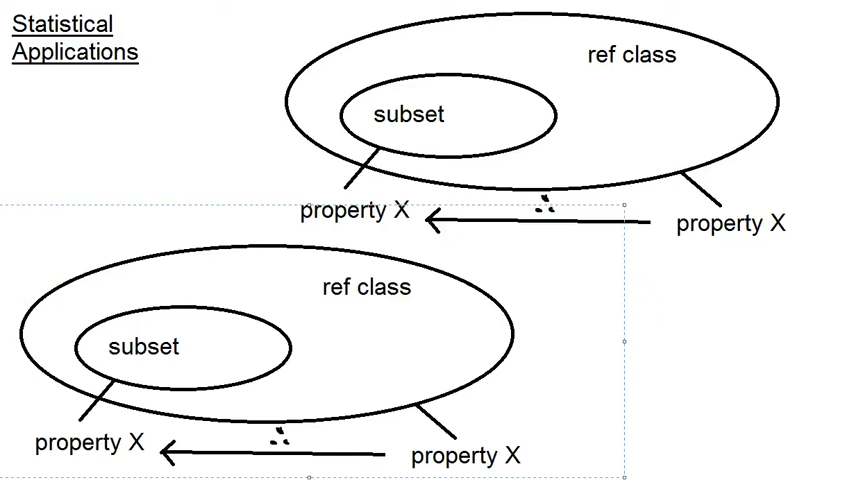 Statistical
Applications
ref class
subset
property X
property X
ref class
subset
property X
property X